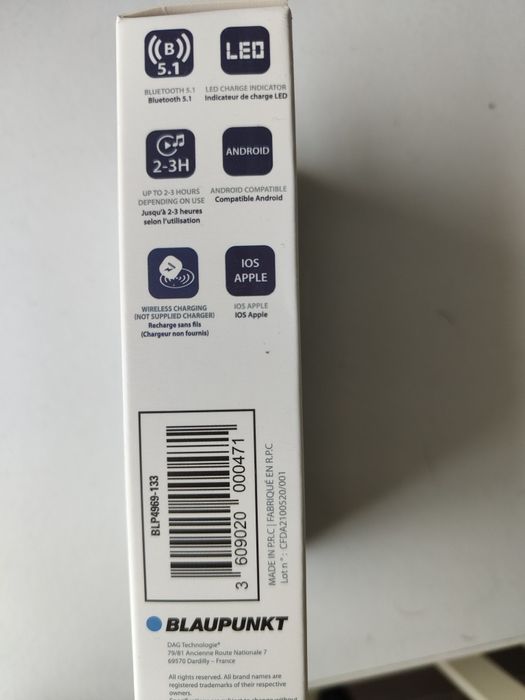 ((B))
5.1
BLUETOOTH 5.1
Bluetooth 5.1
LED
LED CHARGE INDICATOR
Indicateur de charge LED
2-3H
UP TO 2-3 HOURS
DEPENDING ON USE
Jusqu'à 2-3 heures
selon l'utilisation
ANDROID
ANDROID COMPATIBLE
Compatible Android
WIRELESS CHARGING
(NOT SUPPLIED CHARGER)
Recharge sans fils
(Chargeur non fournis)
IOS
APPLE
IOS APPLE
IOS Apple
BLP4969-133
3 609020 000471
MADE IN P.R.C | FABRIQUÉ EN R.P.C
Lot n° : CFDA2100520/001
BLAUPUNKT
DAG Technologie®
79/81 Ancienne Route Nationale 7
69570 Dardilly – France
All rights reserved. All brand names are
registered trademarks of their respective
owners.